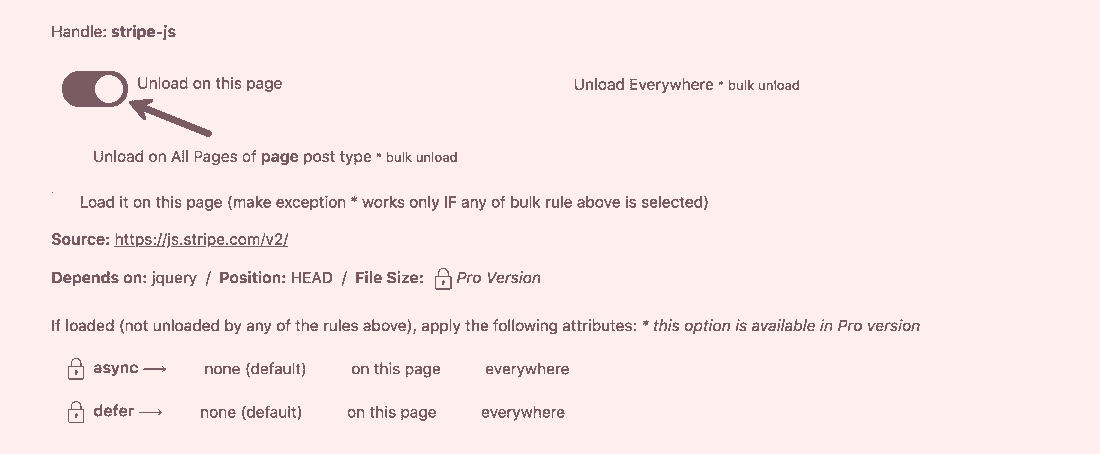 Handle: stripe-js
Unload on this page
Unload Everywhere * bulk unload
Unload on All Pages of page post type * bulk unload
Load it on this page (make exception * works only IF any of bulk rule above is selected)
Source: https://js.stripe.com/v2/
Depends on: jquery / Position: HEAD / File Size: Pro Version
If loaded (not unloaded by any of the rules above), apply the following attributes: * this option is available in Pro version
async ⟶ none (default) on this page everywhere
defer ⟶ none (default) on this page everywhere